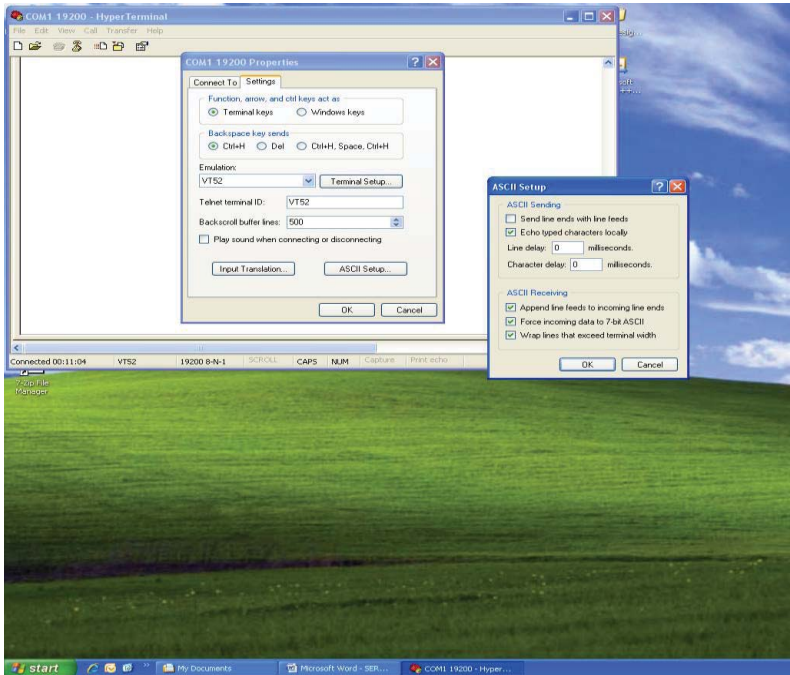 COM1 19200 - HyperTerminal
File Edit View Call Transfer Help
COM1 19200 Properties
Connect To Settings
Function, arrow, and ctrl keys act as
Terminal keys Windows keys
Backspace key sends
Ctrl+H Del Ctrl+H, Space, Ctrl+H
Emulation:
VT52 Terminal Setup...
Telnet terminal ID: VT52
Backscroll buffer lines: 500
Play sound when connecting or disconnecting
Input Translation... ASCII Setup...
OK Cancel
ASCII Setup
ASCII Sending
Send line ends with line feeds
Echo typed characters locally
Line delay: 0 milliseconds.
Character delay: 0 milliseconds.
ASCII Receiving
Append line feeds to incoming line ends
Force incoming data to 7-bit ASCII
Wrap lines that exceed terminal width
OK Cancel
Connected 00:11:04 VT52 19200 8-N-1 SCROLL CAPS NUM Capture Print echo
7-Zip File
Manager
start My Documents Microsoft Word - SER... COM1 19200 - Hyper...